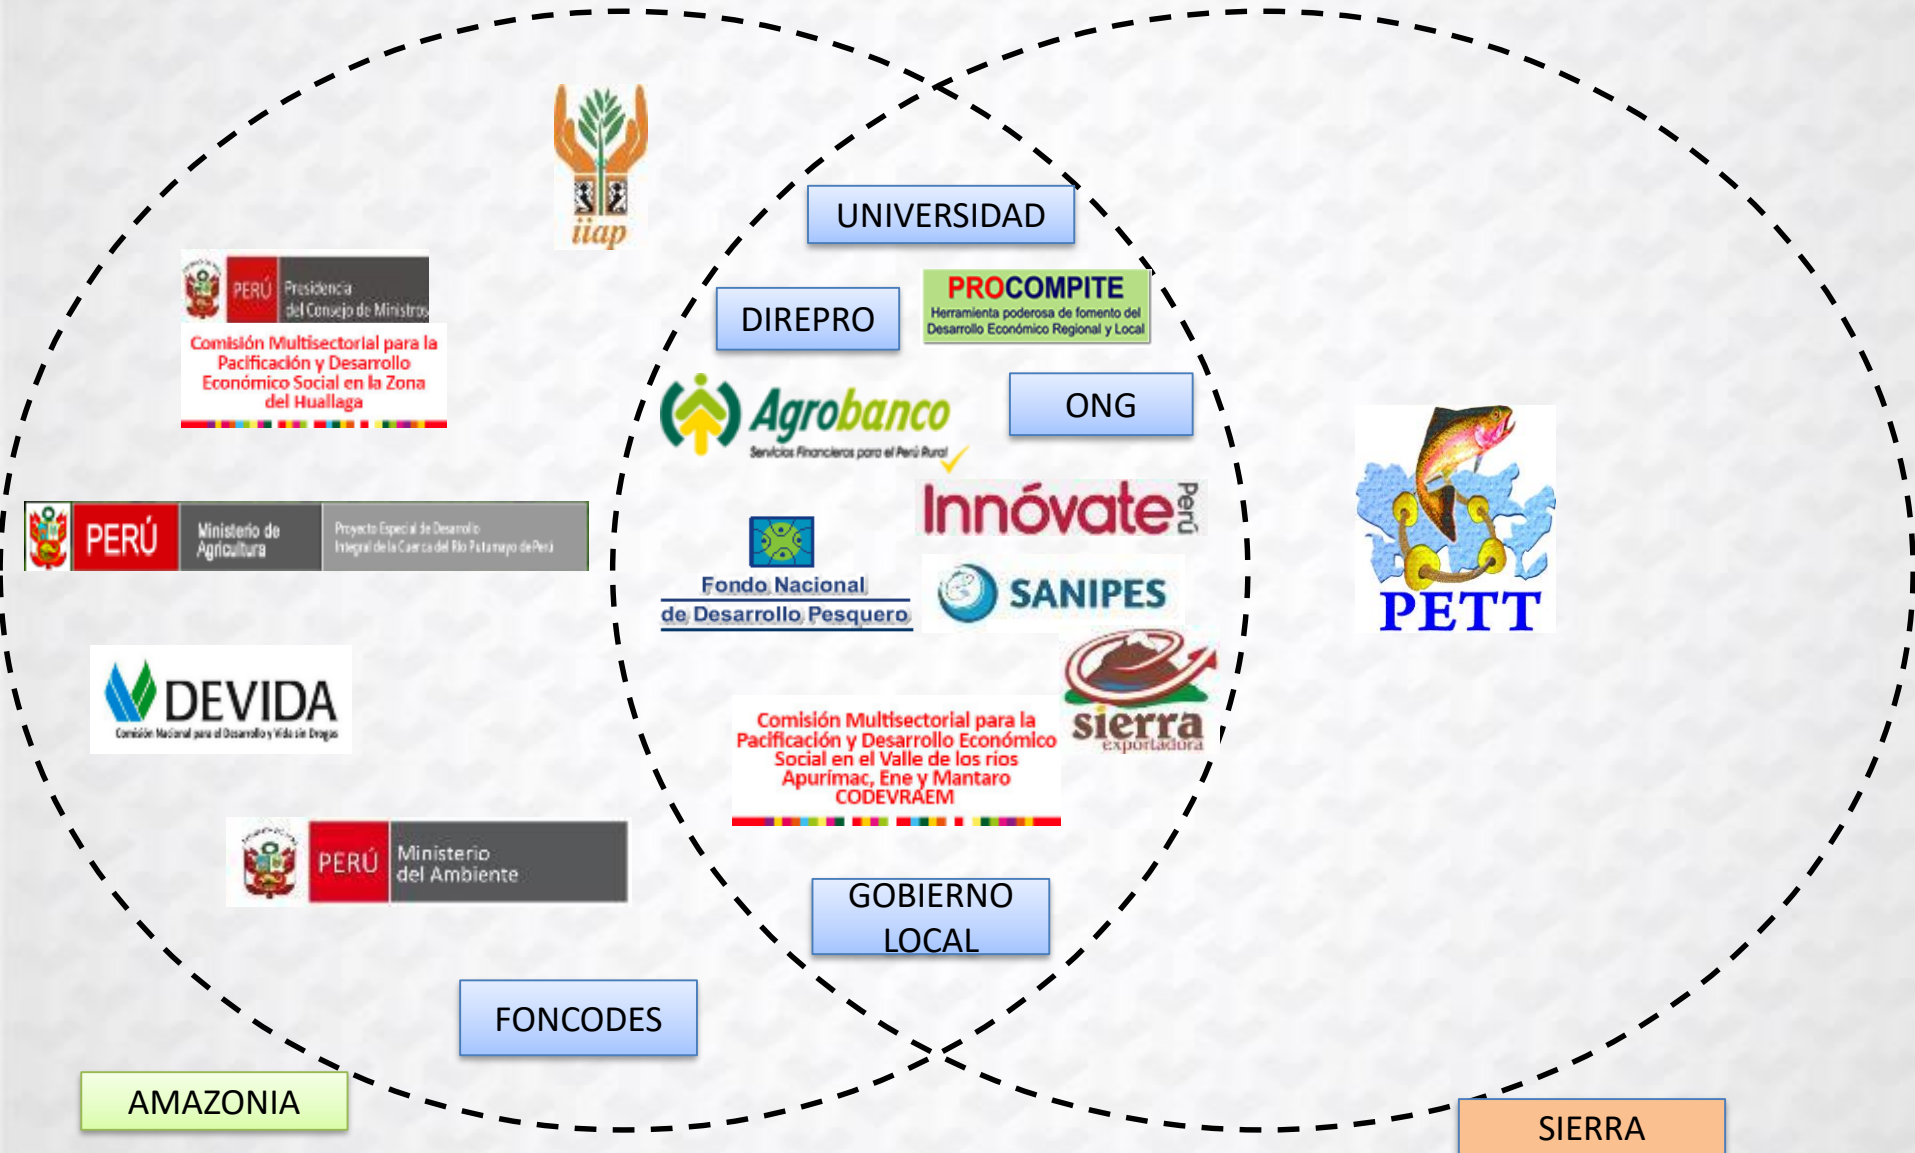 iiap
UNIVERSIDAD
PERÚ
Presidencia
del Consejo de Ministros
Comisión Multisectorial para la
Pacificación y Desarrollo
Económico Social en la Zona
del Huallaga
DIREPRO
PROCOMPITE
Herramienta poderosa de fomento del
Desarrollo Económico Regional y Local
Agrobanco
Servicios Financieros para el Perú Rural
ONG
PERÚ
Ministerio de
Agricultura
Proyecto Especial de Desarrollo
Integral de la Cuenca del Río Putumayo de Perú
Innóvate Perú
Fondo Nacional
de Desarrollo Pesquero
SANIPES
PETT
DEVIDA
Comisión Nacional para el Desarrollo y Vida sin Drogas
sierra
exportadora
Comisión Multisectorial para la
Pacificación y Desarrollo Económico
Social en el Valle de los ríos
Apurímac, Ene y Mantaro
CODEVRAEM
PERÚ
Ministerio
del Ambiente
GOBIERNO
LOCAL
FONCODES
AMAZONIA
SIERRA